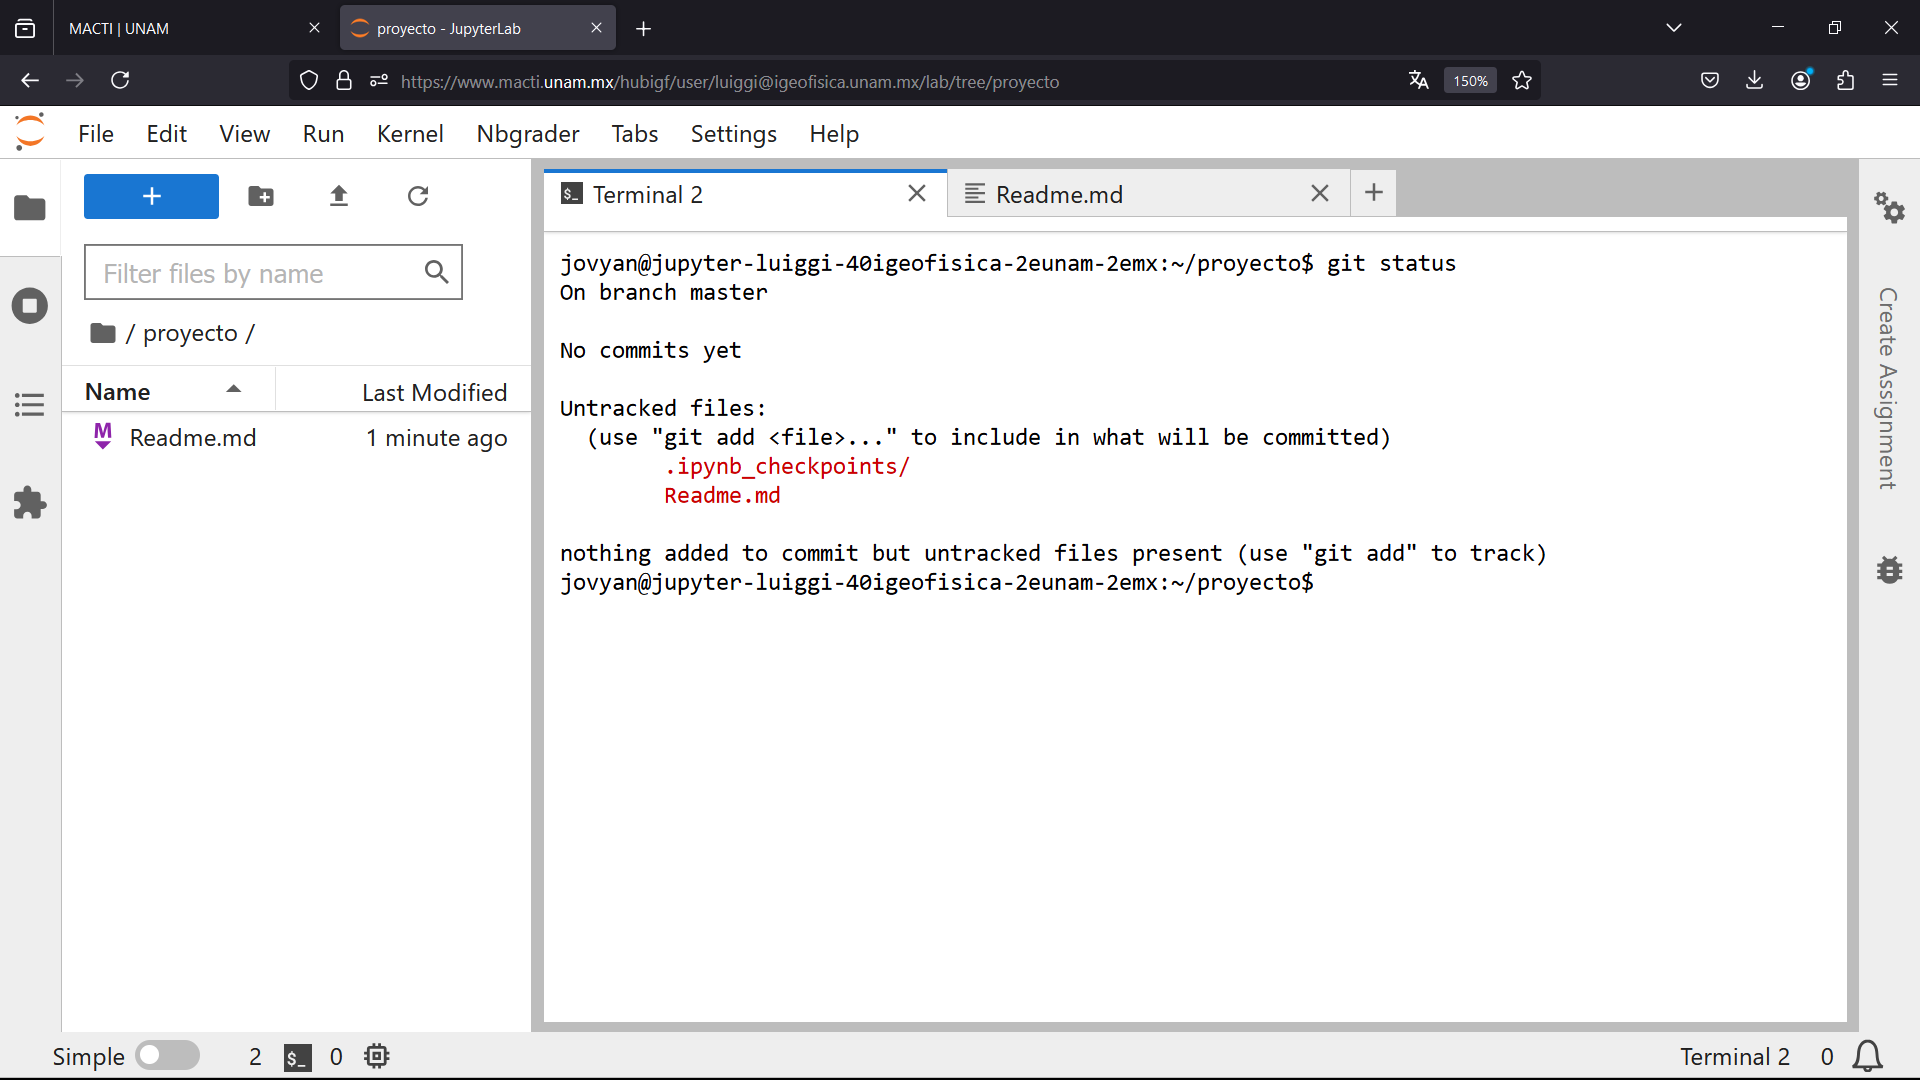 MACTI | UNAM
proyecto - JupyterLab
https://www.macti.unam.mx/hubigf/user/luiggi@igeofisica.unam.mx/lab/tree/proyecto
150%
File Edit View Run Kernel Nbgrader Tabs Settings Help
Filter files by name
/ proyecto /
Name Last Modified
Readme.md 1 minute ago
Terminal 2
Readme.md
jovyan@jupyter-luiggi-40igeofisica-2eunam-2emx:~/proyecto$ git status
On branch master
No commits yet
Untracked files:
(use "git add <file>..." to include in what will be committed)
.ipynb_checkpoints/
Readme.md
nothing added to commit but untracked files present (use "git add" to track)
jovyan@jupyter-luiggi-40igeofisica-2eunam-2emx:~/proyecto$
Create Assignment
Simple 2 $_ 0
Terminal 2 0